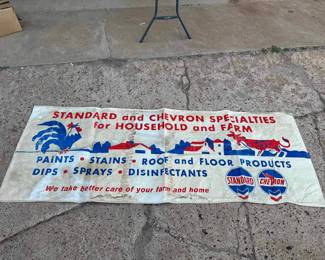 STANDARD and CHEVRON SPECIALTIES
for HOUSEHOLD and FARM
PAINTS • STAINS • ROOF and FLOOR PRODUCTS
DIPS • SPRAYS • DISINFECTANTS
STANDARD CHEVRON
We take better care of your farm and home